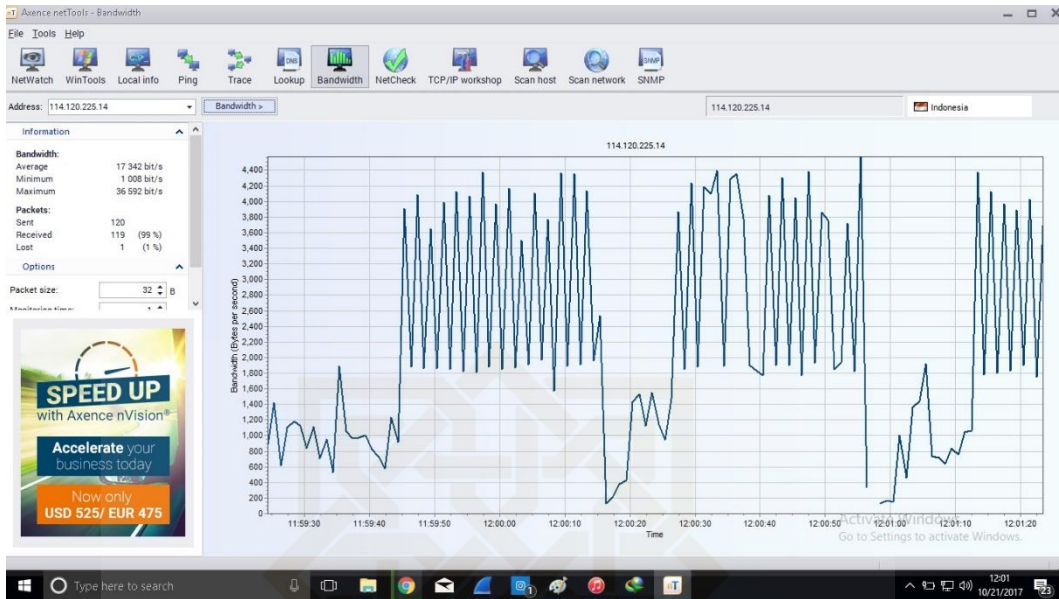 Axence netTools - Bandwidth
File Tools Help
NetWatch WinTools Local info Ping Trace Lookup Bandwidth NetCheck TCP/IP workshop Scan host Scan network SNMP
Address: 114.120.225.14 Bandwidth > 114.120.225.14 Indonesia
Information
Bandwidth:
Average 17 342 bit/s
Minimum 1 008 bit/s
Maximum 36 592 bit/s
Packets:
Sent 120
Received 119 (99 %)
Lost 1 (1 %)
Options
Packet size: 32 B
Monitoring time: 1
SPEED UP
with Axence nVision®
Accelerate your
business today
Now only
USD 525/ EUR 475
114.120.225.14
Bandwidth (Bytes per second)
4,400
4,200
4,000
3,800
3,600
3,400
3,200
3,000
2,800
2,600
2,400
2,200
2,000
1,800
1,600
1,400
1,200
1,000
800
600
400
200
0
11:59:30 11:59:40 11:59:50 12:00:00 12:00:10 12:00:20 12:00:30 12:00:40 12:00:50 12:01:00 12:01:10 12:01:20
Time
Activate Windows
Go to Settings to activate Windows.
Type here to search
12:01
10/21/2017
23